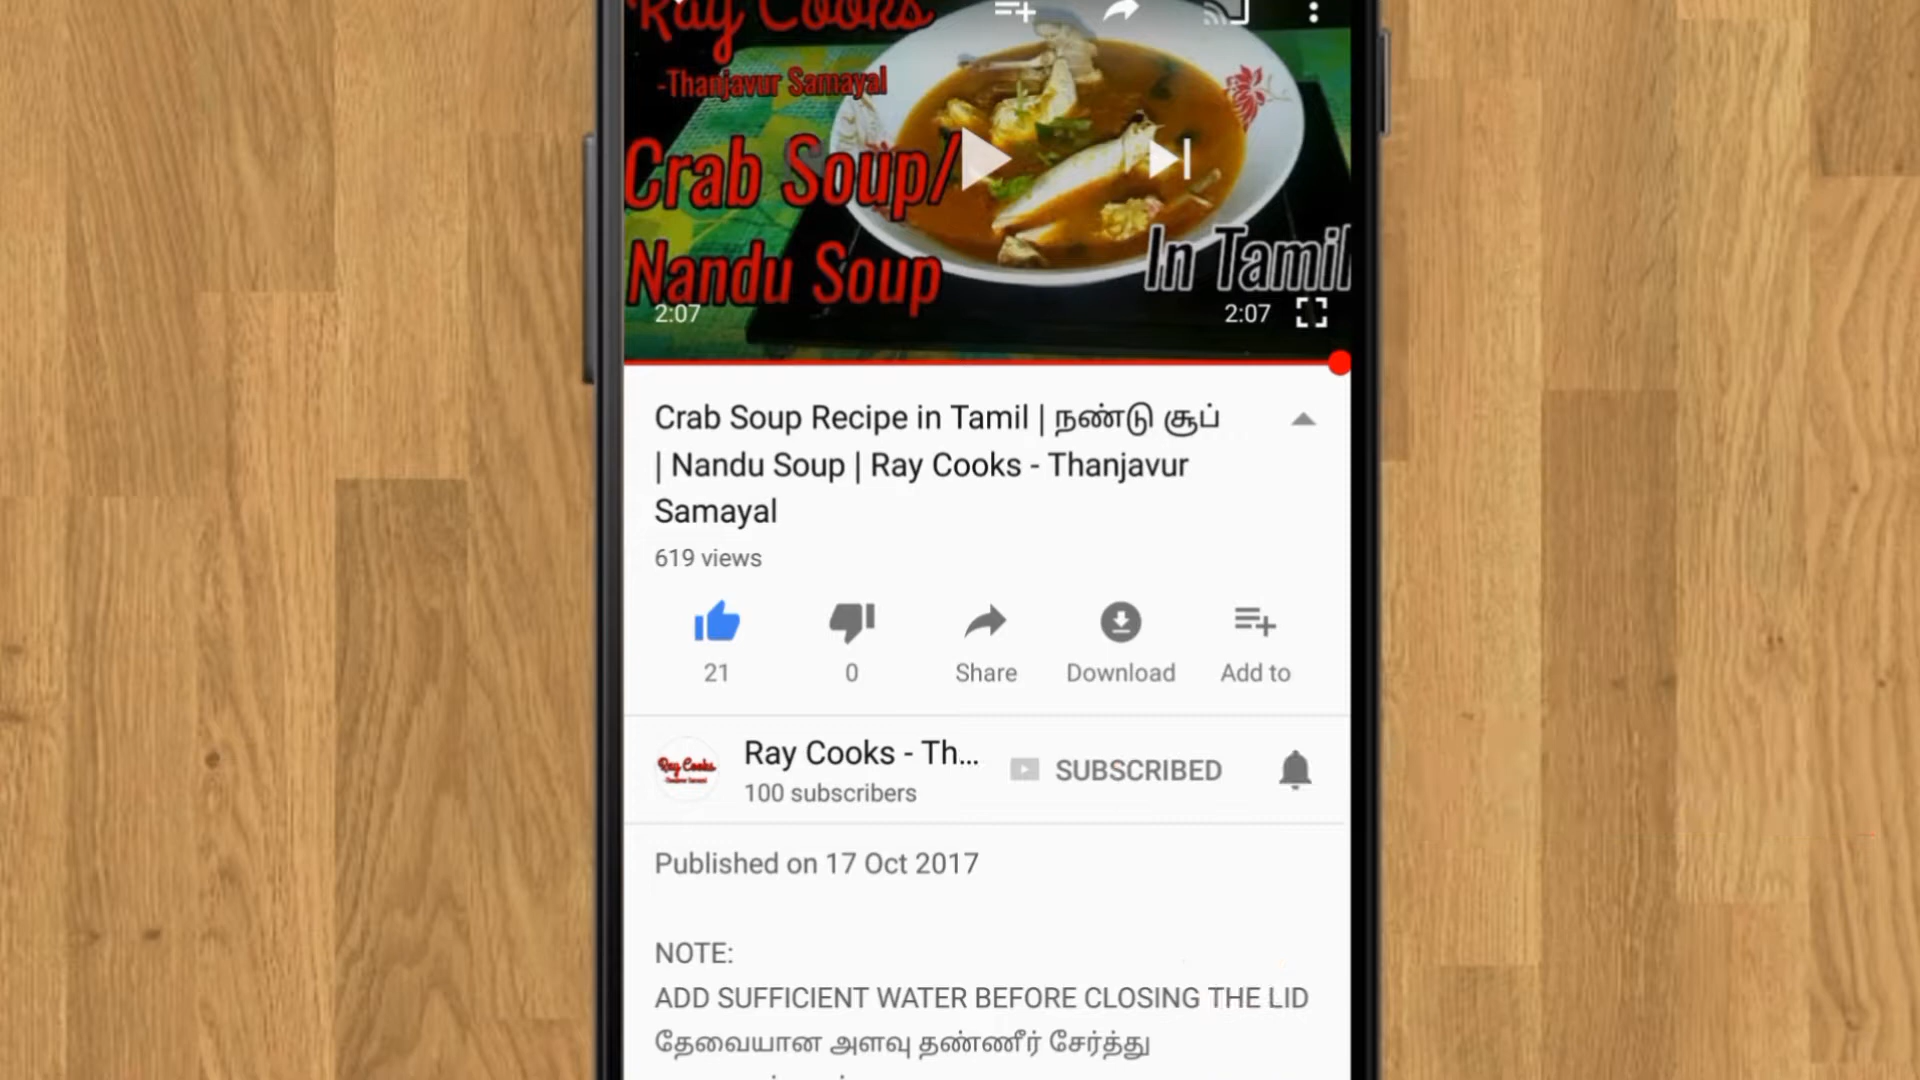 Ray Cooks
-Thanjavur Samayal
Crab Soup/
Nandu Soup
In Tamil
2:07
2:07
Crab Soup Recipe in Tamil | நண்டு சூப்
| Nandu Soup | Ray Cooks - Thanjavur
Samayal
619 views
21
0
Share
Download
Add to
Ray Cooks
Ray Cooks - Th...
100 subscribers
SUBSCRIBED
Published on 17 Oct 2017
NOTE:
ADD SUFFICIENT WATER BEFORE CLOSING THE LID
தேவையான அளவு தண்ணீர் சேர்த்து